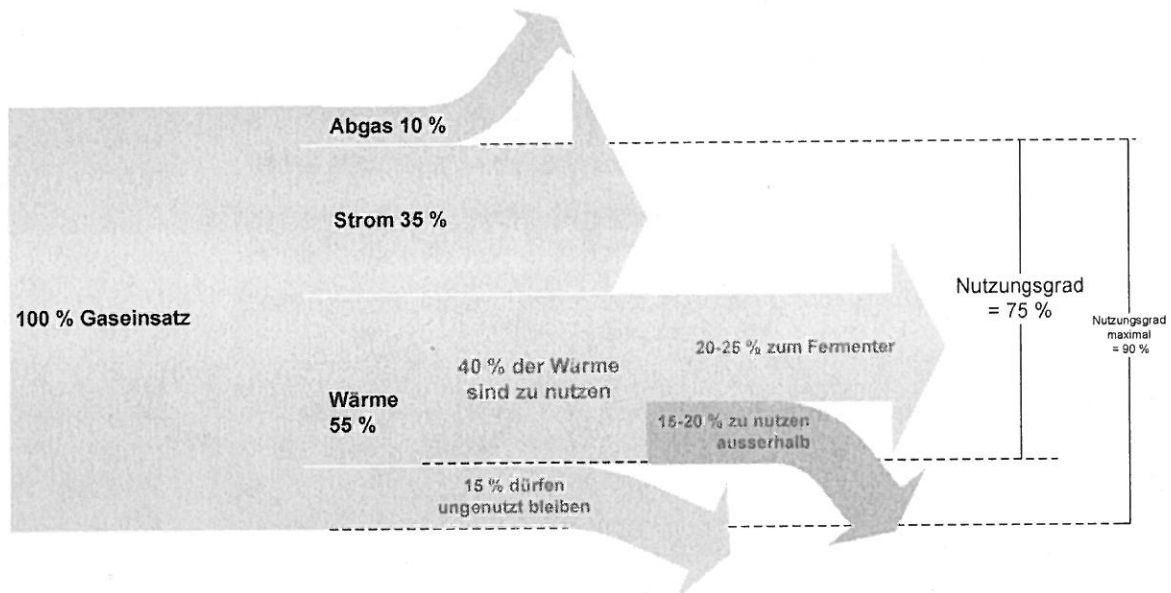 Abgas 10 %
Strom 35 %
100 % Gaseinsatz
Wärme
55 %
40 % der Wärme
sind zu nutzen
20-25 % zum Fermenter
15-20 % zu nutzen
ausserhalb
15 % dürfen
ungenutzt bleiben
Nutzungsgrad
= 75 %
Nutzungsgrad
maximal
= 90 %